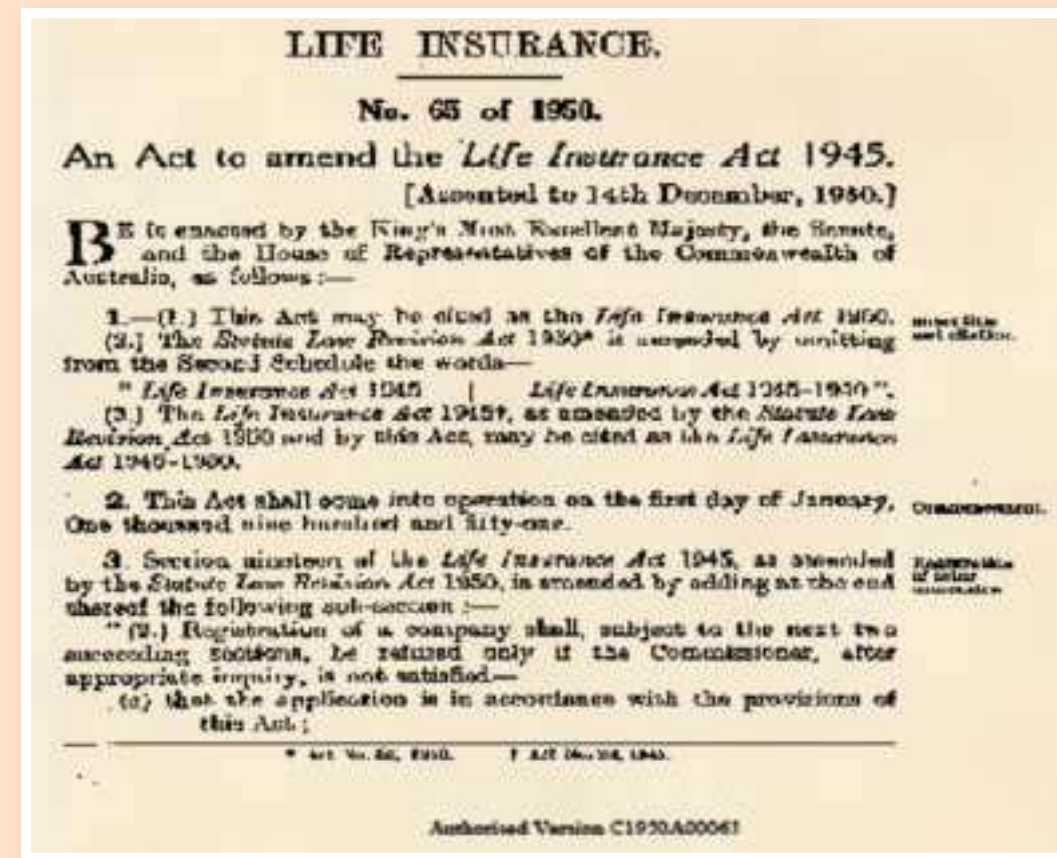 LIFE INSURANCE.
No. 65 of 1950.
An Act to amend the Life Insurance Act 1945.
[Assented to 14th December, 1950.]
BE it enacted by the King's Most Excellent Majesty, the Senate,
and the House of Representatives of the Commonwealth of
Australia, as follows :—
1.—(1.) This Act may be cited as the Life Insurance Act 1950.
Short title
and citation.
(2.) The Statute Law Revision Act 1950* is amended by omitting
from the Second Schedule the words—
" Life Insurance Act 1945 | Life Insurance Act 1945-1950 ".
(3.) The Life Insurance Act 1945†, as amended by the Statute Law
Revision Act 1950 and by this Act, may be cited as the Life Insurance
Act 1945-1950.
2. This Act shall come into operation on the first day of January,
One thousand nine hundred and fifty-one.
Commencement.
3. Section nineteen of the Life Insurance Act 1945, as amended
by the Statute Law Revision Act 1950, is amended by adding at the end
thereof the following sub-section :—
"(2.) Registration of a company shall, subject to the next two
succeeding sections, be refused only if the Commissioner, after
appropriate inquiry, is not satisfied—
(a) that the application is in accordance with the provisions of
this Act ;
* Act No. 1950. † Act No. 1945.
Authorised Version C1950A00065